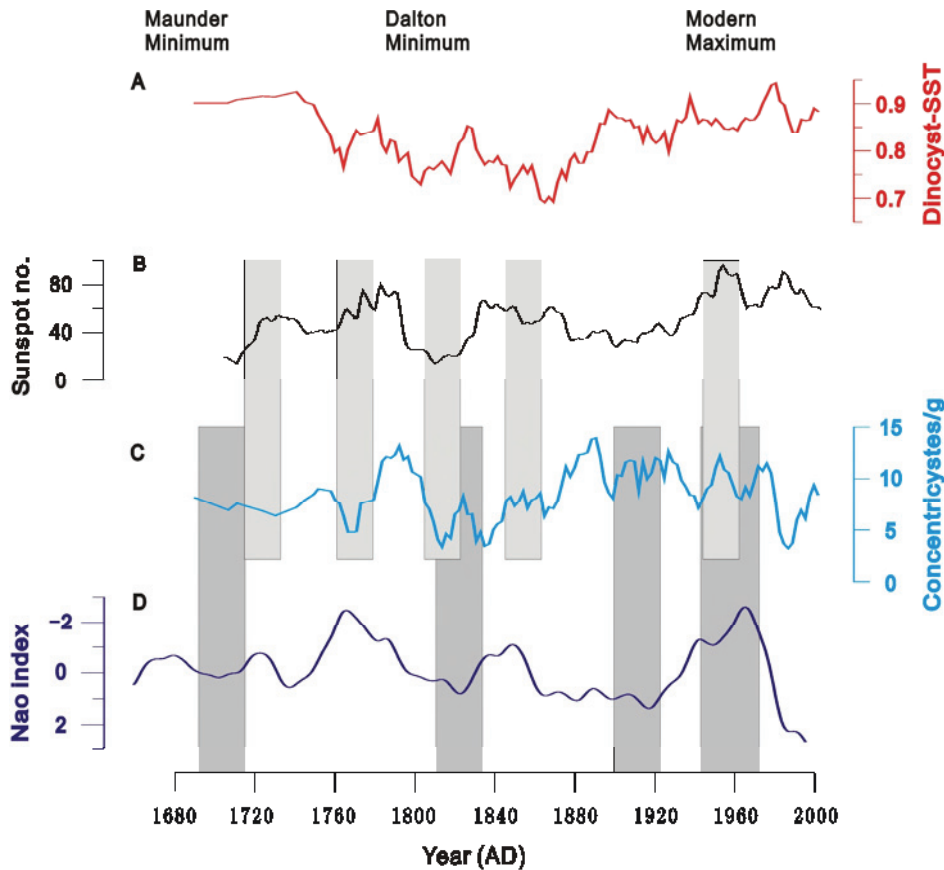 Maunder Minimum
Dalton Minimum
Modern Maximum
A
0.9
0.8
0.7
Dinocyst-SST
B
Sunspot no.
80
40
0
C
15
10
5
0
Concentricystes/g
D
Nao index
-2
0
2
1680 1720 1760 1800 1840 1880 1920 1960 2000
Year (AD)